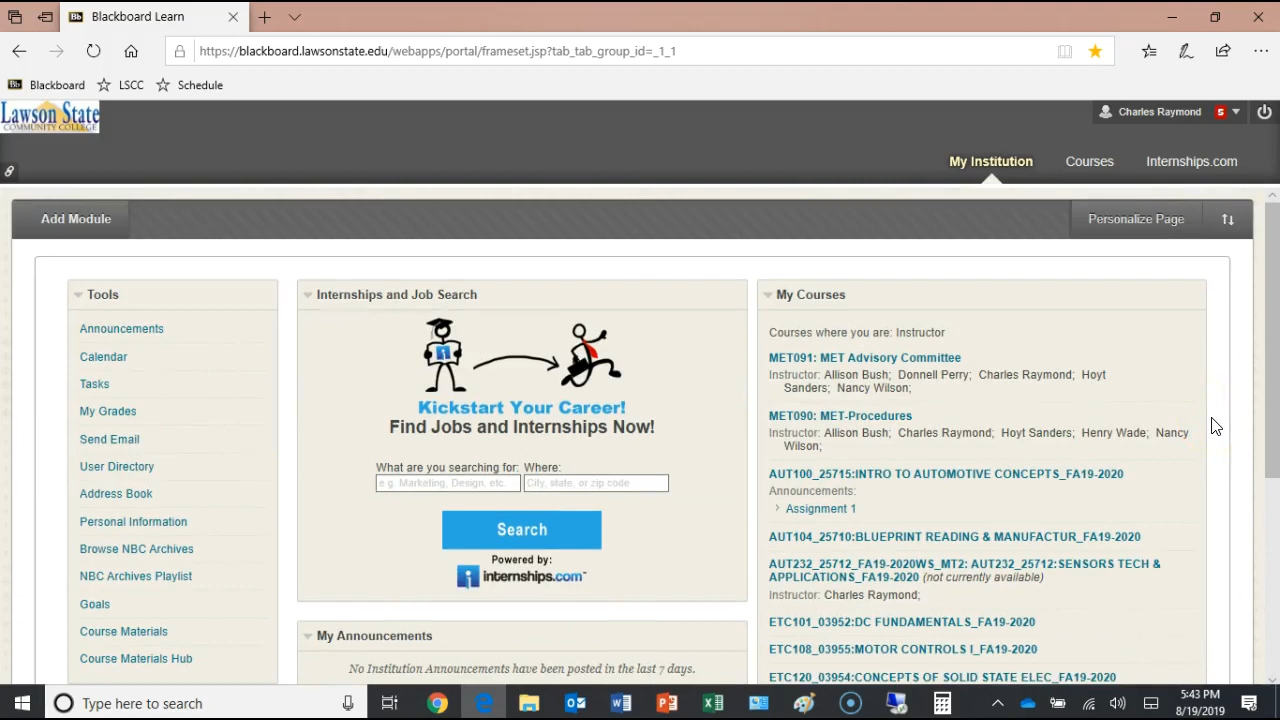 Blackboard Learn
https://blackboard.lawsonstate.edu/webapps/portal/frameset.jsp?tab_tab_group_id=_1_1
Bb Blackboard LSCC Schedule
Lawson State
COMMUNITY COLLEGE
Charles Raymond 5
My Institution Courses Internships.com
Add Module Personalize Page
Tools
Announcements
Calendar
Tasks
My Grades
Send Email
User Directory
Address Book
Personal Information
Browse NBC Archives
NBC Archives Playlist
Goals
Course Materials
Course Materials Hub
Internships and Job Search
Kickstart Your Career!
Find Jobs and Internships Now!
What are you searching for: Where:
e.g. Marketing, Design, etc. City, state, or zip code
Search
Powered by:
internships.com™
My Announcements
No Institution Announcements have been posted in the last 7 days.
My Courses
Courses where you are: Instructor
MET091: MET Advisory Committee
Instructor: Allison Bush; Donnell Perry; Charles Raymond; Hoyt
Sanders; Nancy Wilson;
MET090: MET-Procedures
Instructor: Allison Bush; Charles Raymond; Hoyt Sanders; Henry Wade; Nancy
Wilson;
AUT100_25715:INTRO TO AUTOMOTIVE CONCEPTS_FA19-2020
Announcements:
Assignment 1
AUT104_25710:BLUEPRINT READING & MANUFACTUR_FA19-2020
AUT232_25712_FA19-2020WS_MT2: AUT232_25712:SENSORS TECH &
APPLICATIONS_FA19-2020 (not currently available)
Instructor: Charles Raymond;
ETC101_03952:DC FUNDAMENTALS_FA19-2020
ETC108_03955:MOTOR CONTROLS I_FA19-2020
ETC120_03954:CONCEPTS OF SOLID STATE ELEC_FA19-2020
Type here to search
5:43 PM
8/19/2019